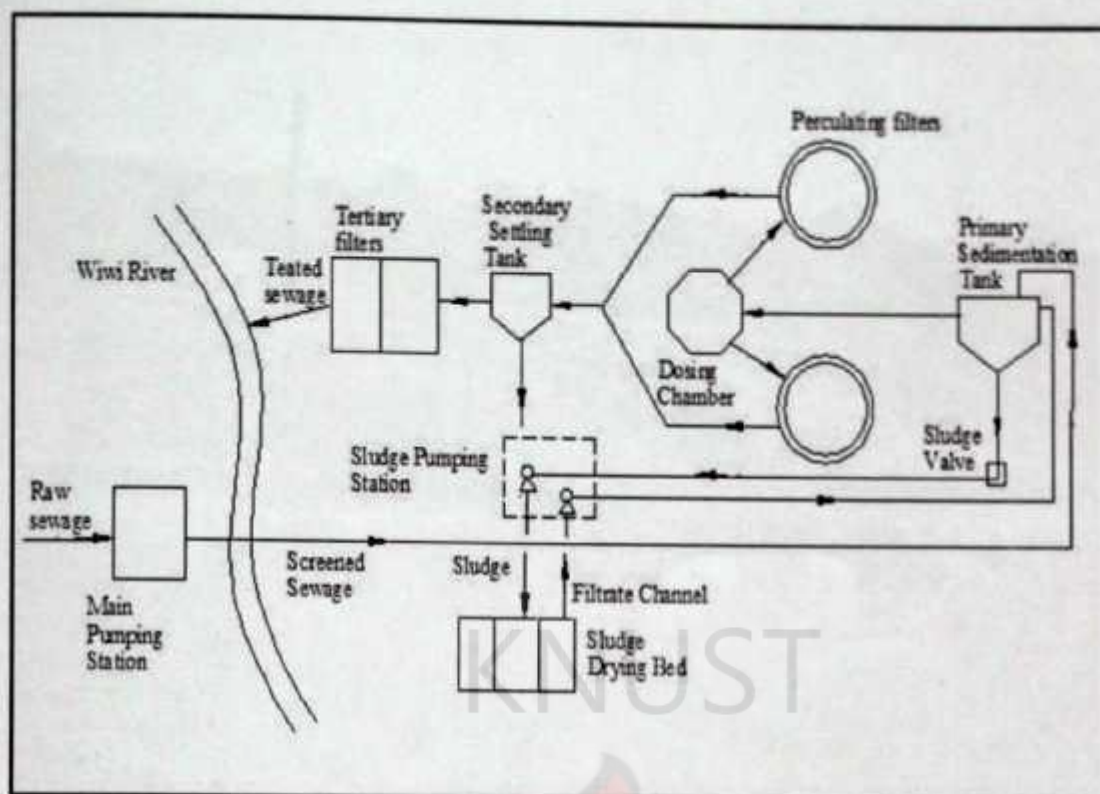 Perculating filters
Primary
Sedimentation
Tank
Secondary
Settling
Tank
Tertiary
filters
Teated
sewage
Wiwi River
Dosing
Chamber
Sludge
Valve
Sludge Pumping
Station
Raw
sewage
Screened
Sewage
Sludge
Filtrate Channel
Main
Pumping
Station
Sludge
Drying Bed
KNUST